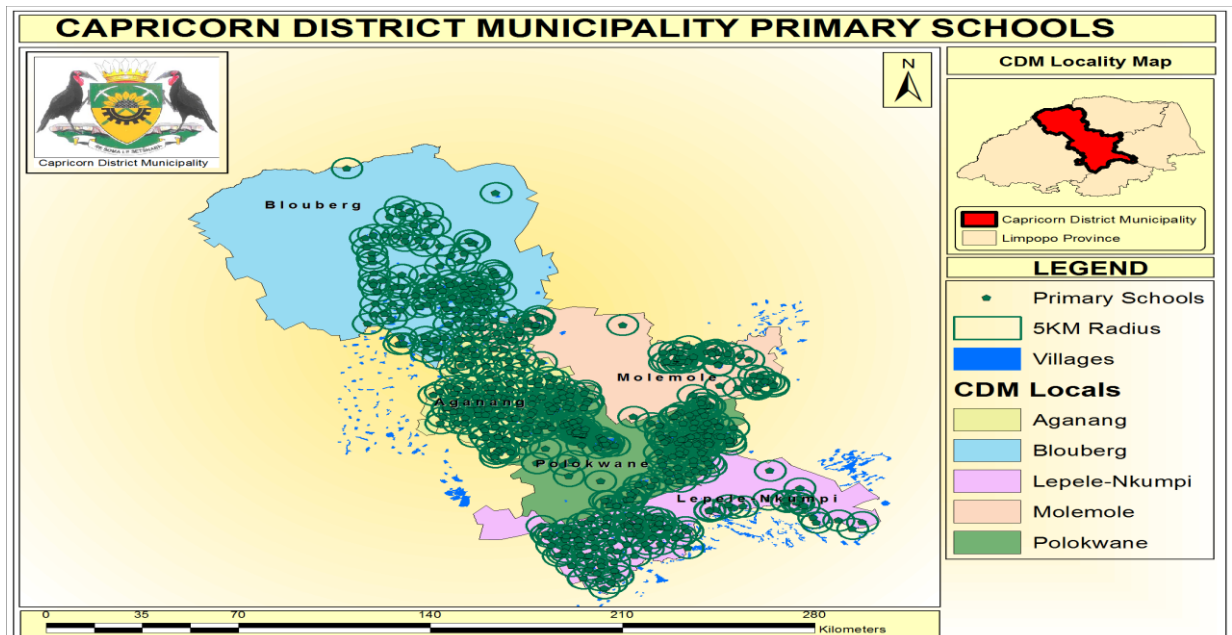 CAPRICORN DISTRICT MUNICIPALITY PRIMARY SCHOOLS
Capricorn District Municipality
N
Blouberg
Molemole
Aganang
Polokwane
Lepele-Nkumpi
0 35 70 140 210 280
Kilometers
CDM Locality Map
Capricorn District Municipality
Limpopo Province
LEGEND
Primary Schools
5KM Radius
Villages
CDM Locals
Aganang
Blouberg
Lepele-Nkumpi
Molemole
Polokwane